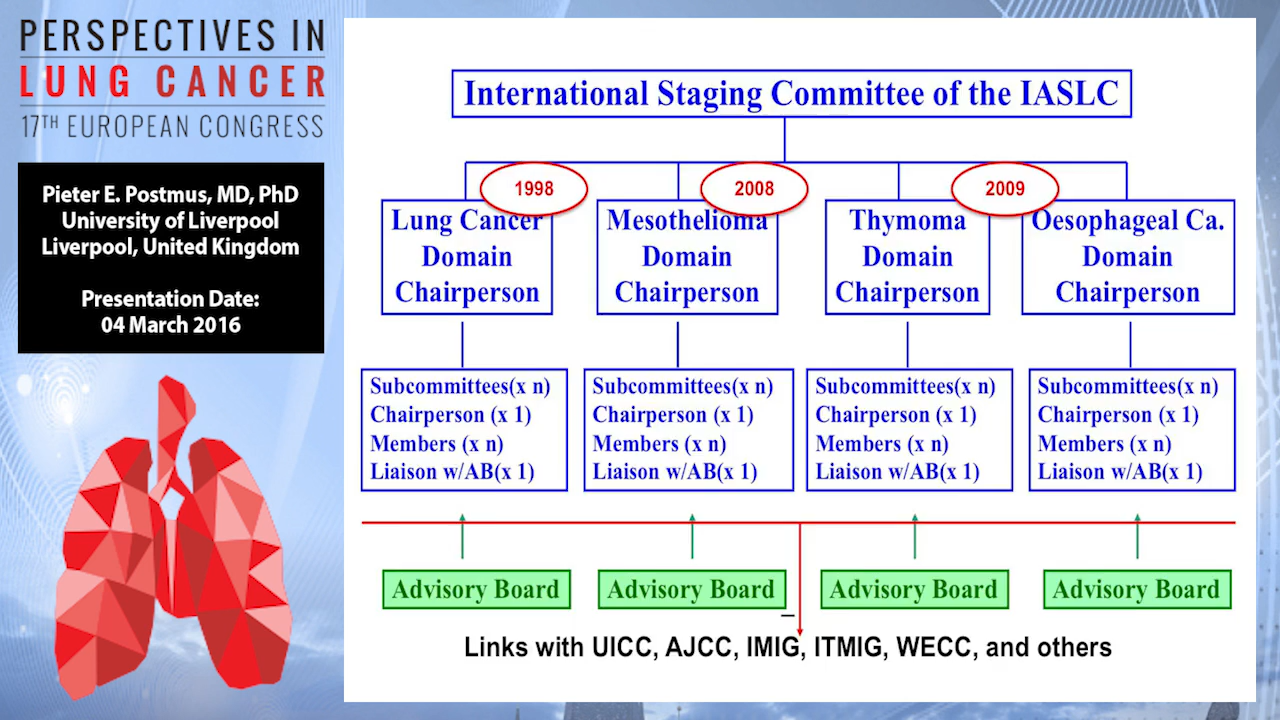 PERSPECTIVES IN
LUNG CANCER
17TH EUROPEAN CONGRESS
Pieter E. Postmus, MD, PhD
University of Liverpool
Liverpool, United Kingdom
Presentation Date:
04 March 2016
International Staging Committee of the IASLC
1998
2008
2009
Lung Cancer
Domain
Chairperson
Mesothelioma
Domain
Chairperson
Thymoma
Domain
Chairperson
Oesophageal Ca.
Domain
Chairperson
Subcommittees(x n)
Chairperson (x 1)
Members (x n)
Liaison w/AB(x 1)
Subcommittees(x n)
Chairperson (x 1)
Members (x n)
Liaison w/AB(x 1)
Subcommittees(x n)
Chairperson (x 1)
Members (x n)
Liaison w/AB(x 1)
Subcommittees(x n)
Chairperson (x 1)
Members (x n)
Liaison w/AB(x 1)
Advisory Board
Advisory Board
Advisory Board
Advisory Board
Links with UICC, AJCC, IMIG, ITMIG, WECC, and others